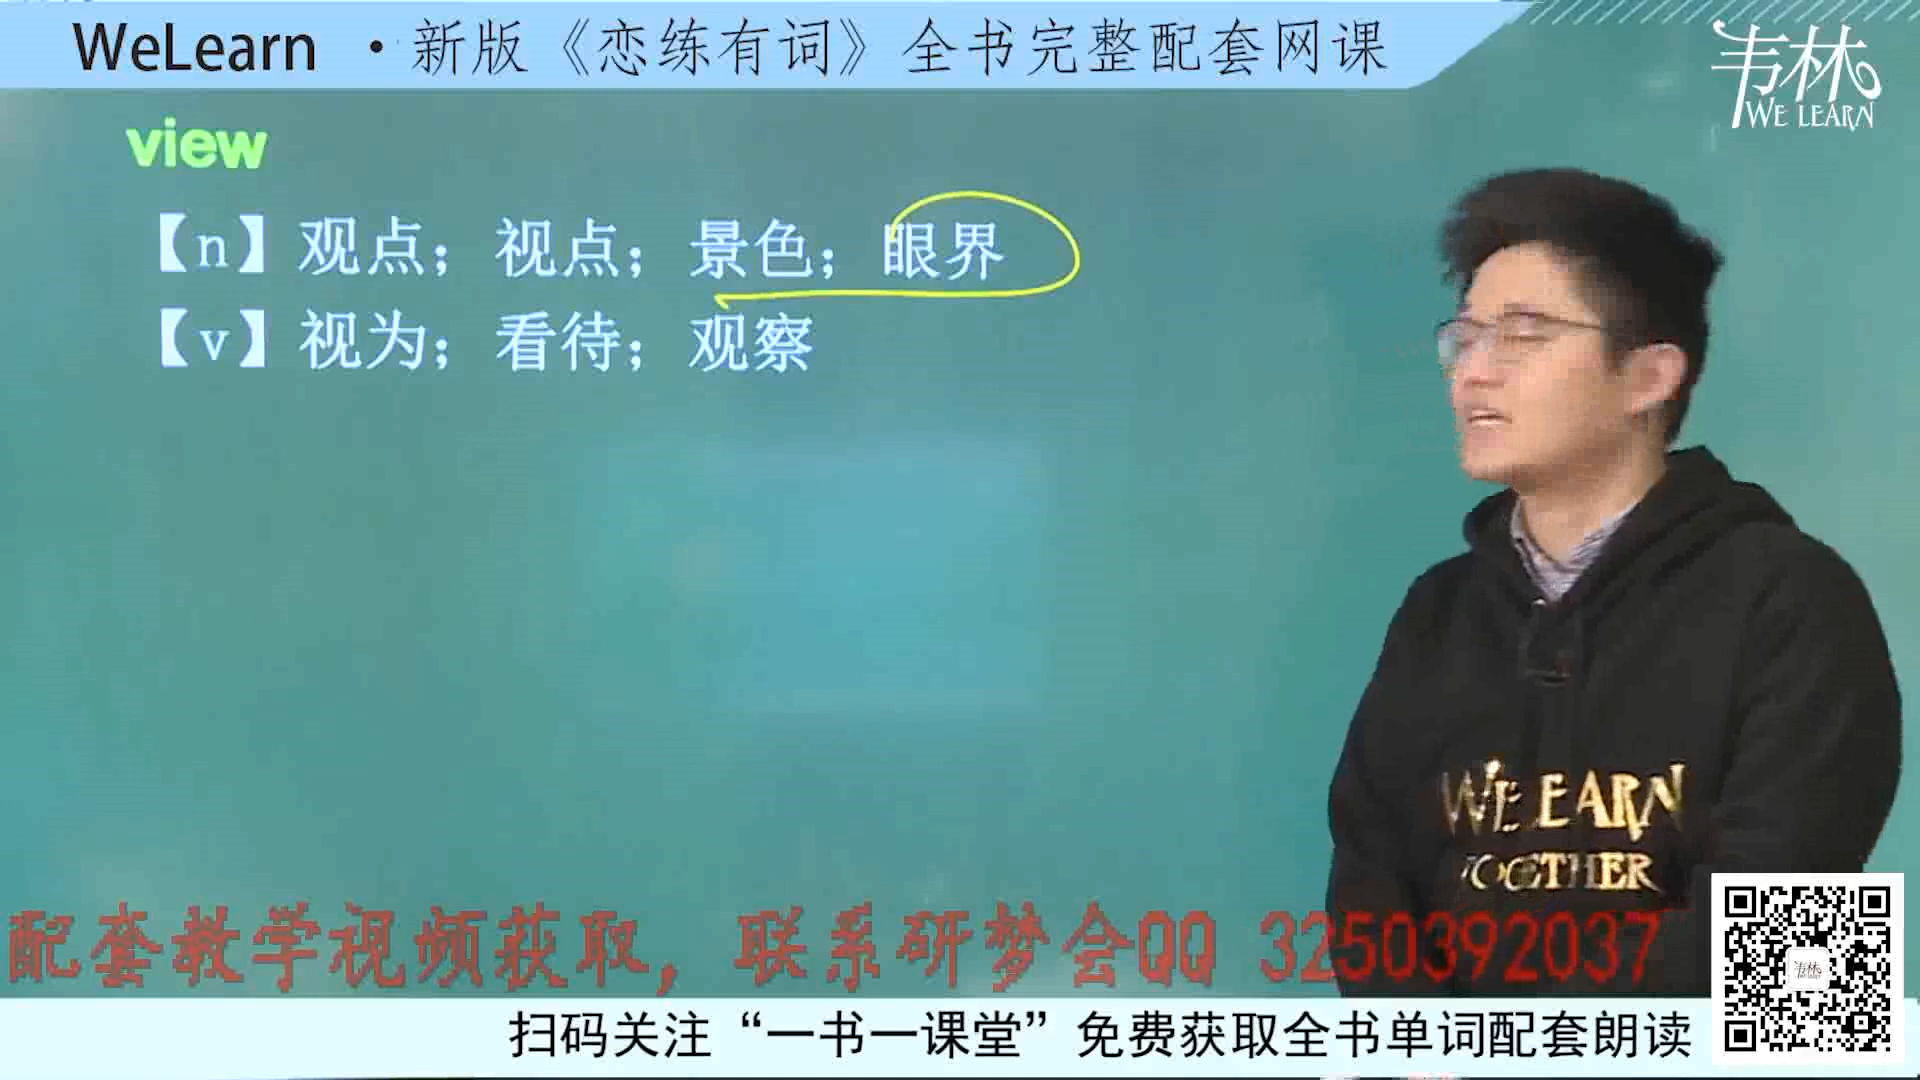 WeLearn ·新版《恋练有词》全书完整配套网课
韦林
WE LEARN
view
【n】观点；视点；景色；眼界
【v】视为；看待；观察
WE LEARN
TOGETHER
配套教学视频获取，联系研梦会QQ 3250392037
韦林
扫码关注“一书一课堂”免费获取全书单词配套朗读